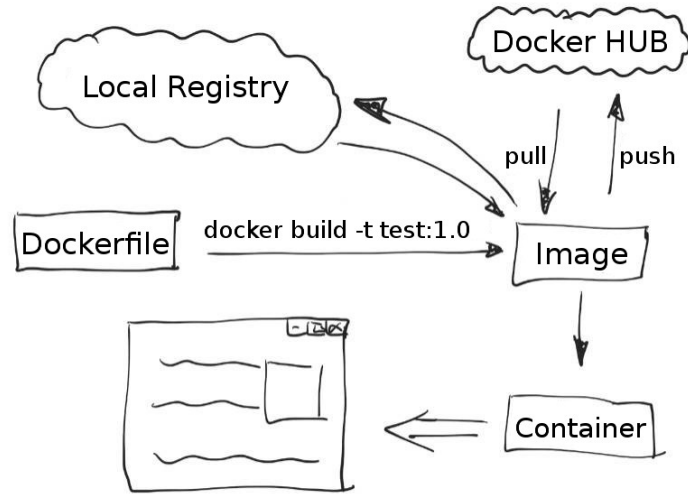 Docker HUB
Local Registry
pull
push
docker build -t test:1.0
Dockerfile
Image
Container